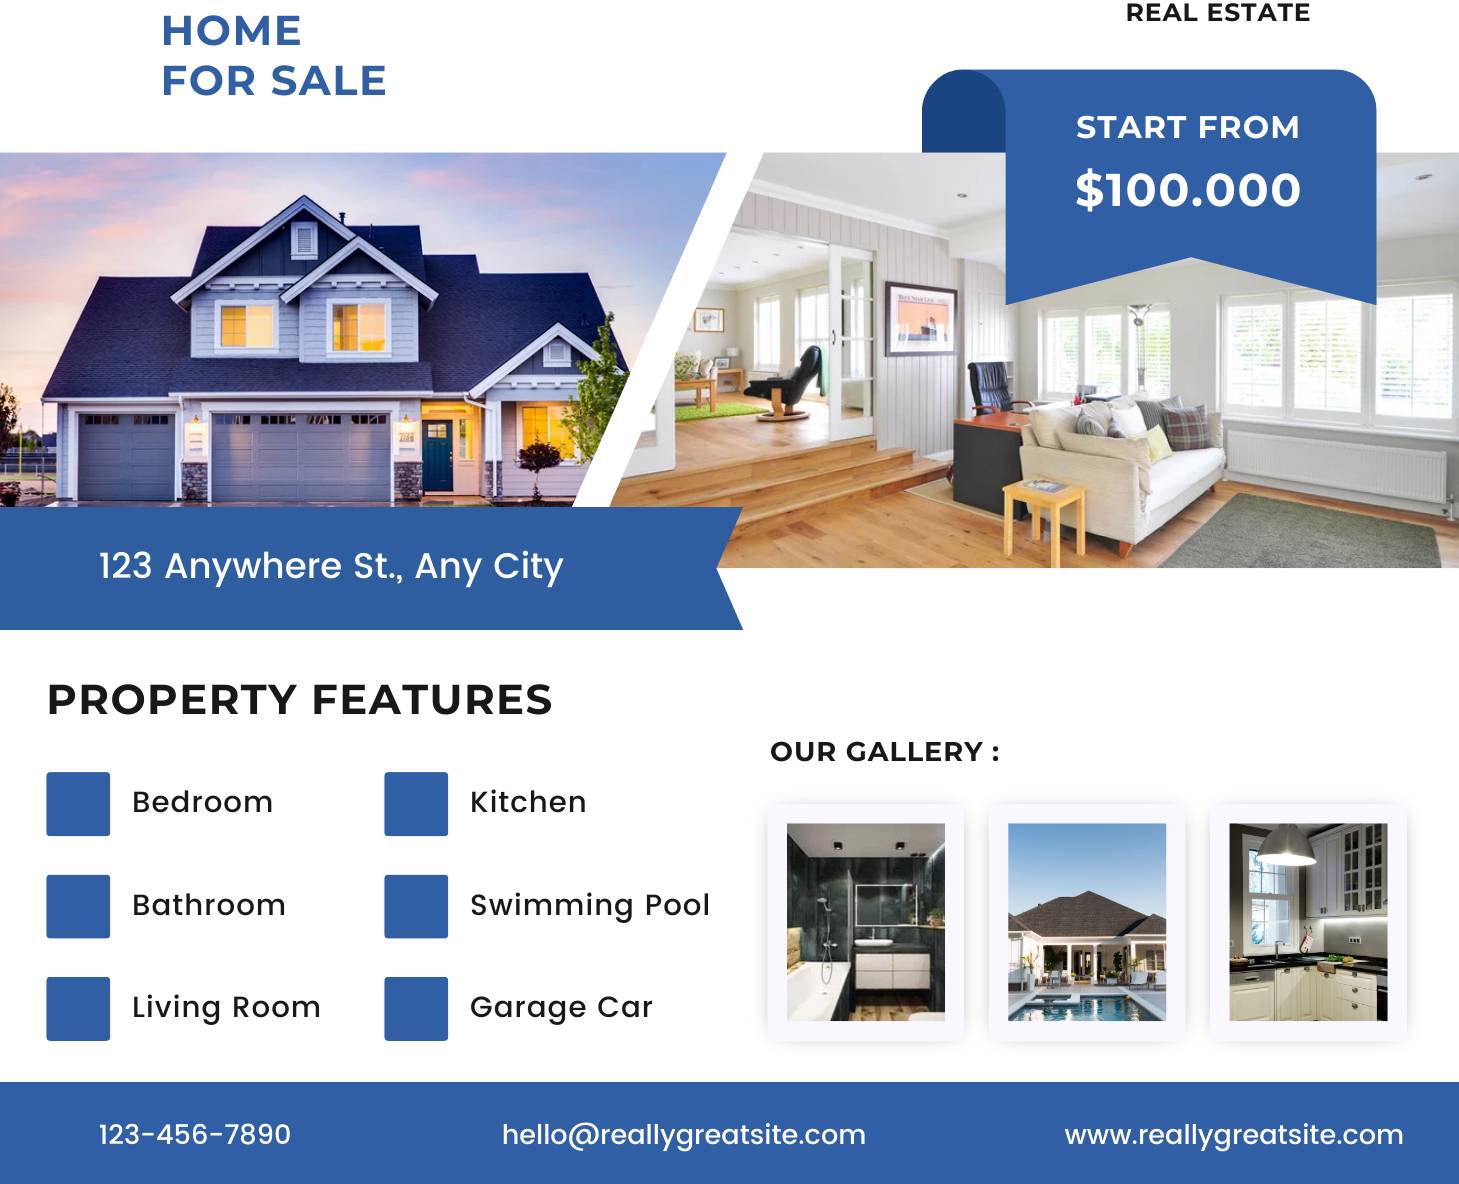 HOME
FOR SALE
REAL ESTATE
START FROM
$100.000
123 Anywhere St., Any City
PROPERTY FEATURES
Bedroom
Kitchen
Bathroom
Swimming Pool
Living Room
Garage Car
OUR GALLERY :
123-456-7890
hello@reallygreatsite.com
www.reallygreatsite.com